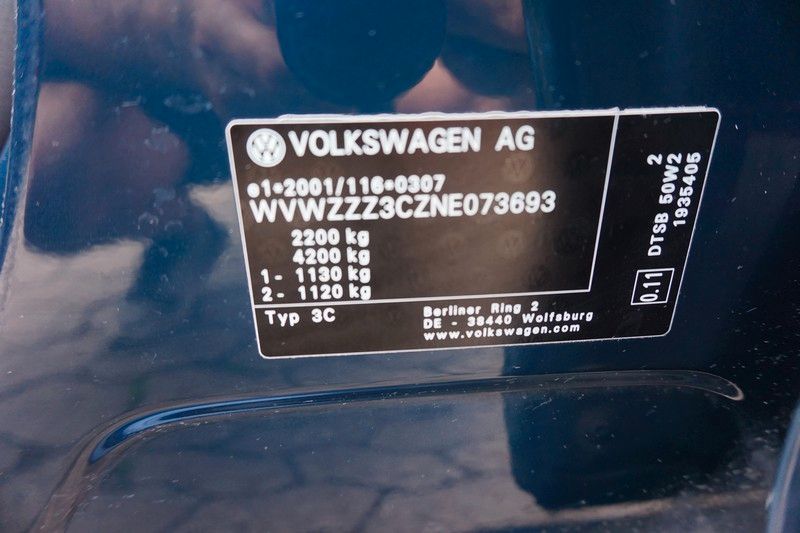 VOLKSWAGEN AG
e1*2001/116*0307
WVWZZZ3CZNE073693
2200 kg
4200 kg
1- 1130 kg
2- 1120 kg
Typ 3C
Berliner Ring 2
DE - 38440 Wolfsburg
www.volkswagen.com
0.11
DTSB 50W2 2
1935405